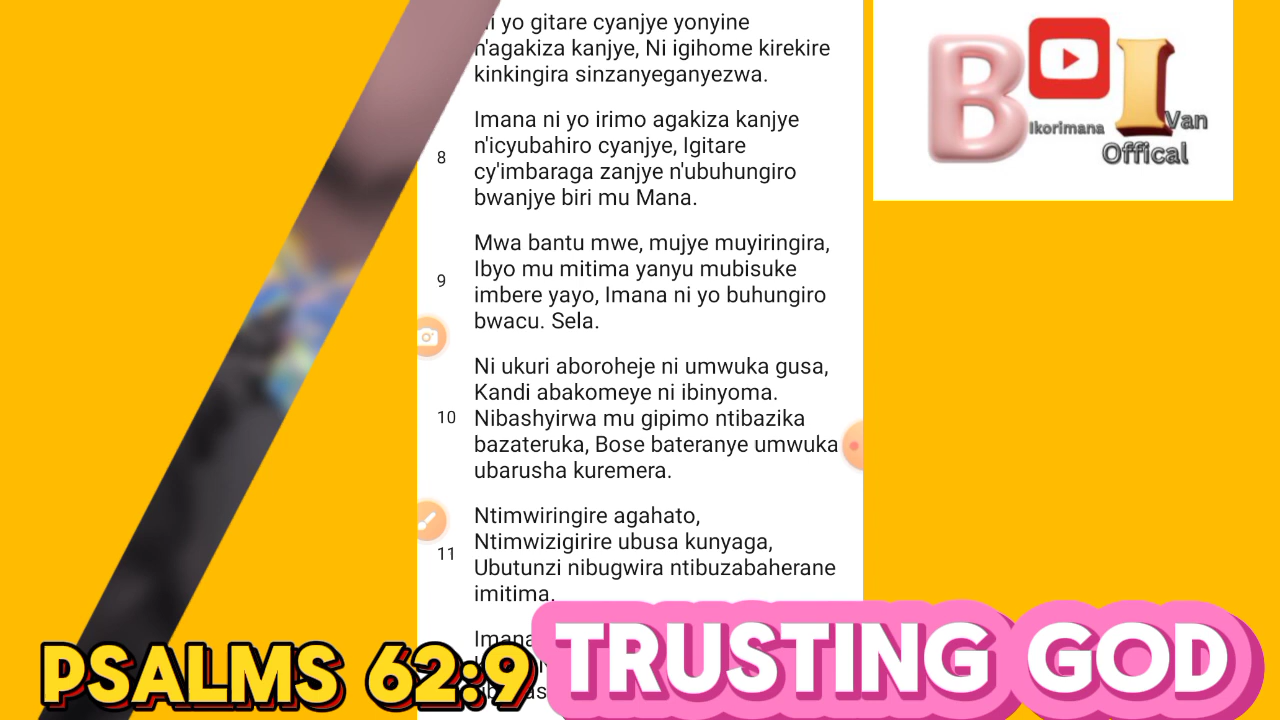 yo gitare cyanjye yonyine
n'agakiza kanjye, Ni igihome kirekire
kinkingira sinzanyeganyezwa.
8
Imana ni yo irimo agakiza kanjye
n'icyubahiro cyanjye, Igitare
cy'imbaraga zanjye n'ubuhungiro
bwanjye biri mu Mana.
9
Mwa bantu mwe, mujye muyiringira,
Ibyo mu mitima yanyu mubisuke
imbere yayo, Imana ni yo buhungiro
bwacu. Sela.
10
Ni ukuri aboroheje ni umwuka gusa,
Kandi abakomeye ni ibinyoma.
Nibashyirwa mu gipimo ntibazika
bazateruka, Bose bateranye umwuka
ubarusha kuremera.
11
Ntimwiringire agahato,
Ntimwizigirire ubusa kunyaga,
Ubutunzi nibugwira ntibuzabaherane
imitima.
Imana
B I
Ikorimana Van
Offical
PSALMS 62:9 TRUSTING GOD